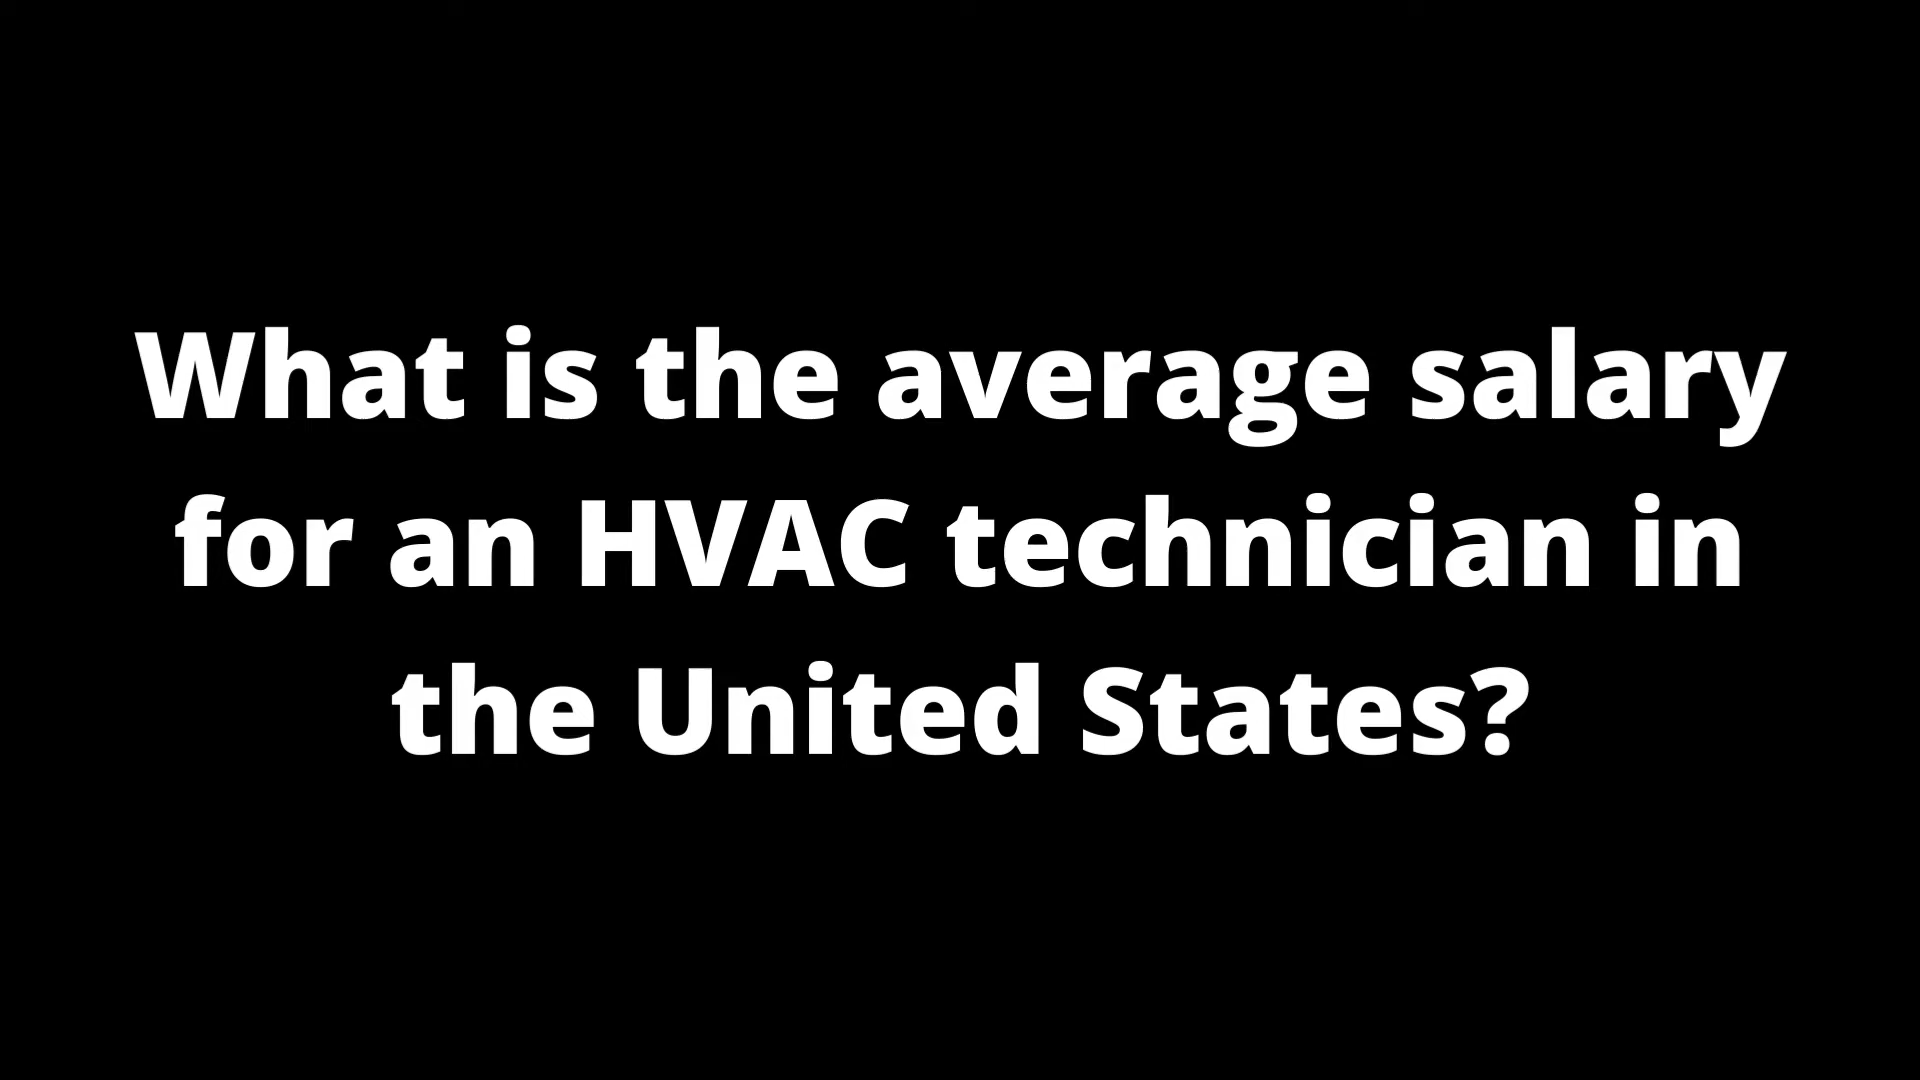 What is the average salary
for an HVAC technician in
the United States?